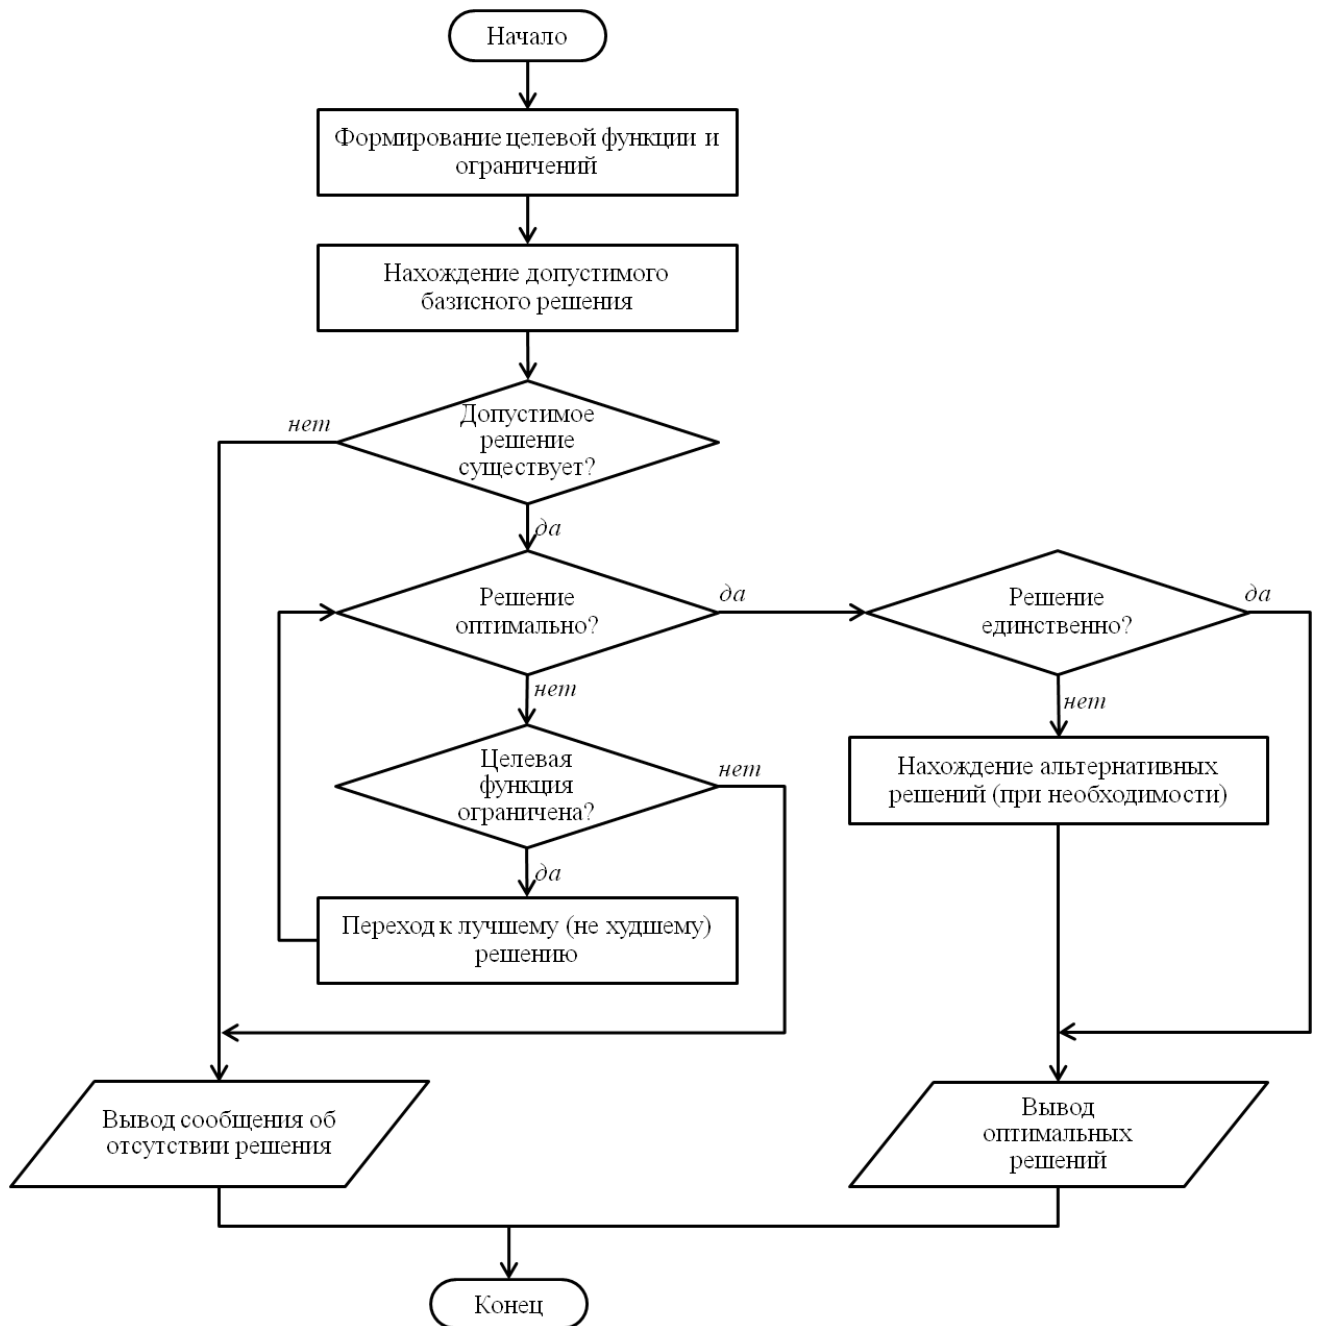 Начало
Формирование целевой функции и
ограничений
Нахождение допустимого
базисного решения
Допустимое
решение
существует?
нет
да
Решение
оптимально?
да
Решение
единственно?
да
нет
нет
Целевая
функция
ограничена?
нет
Нахождение альтернативных
решений (при необходимости)
да
Переход к лучшему (не худшему)
решению
Вывод сообщения об
отсутствии решения
Вывод
оптимальных
решений
Конец